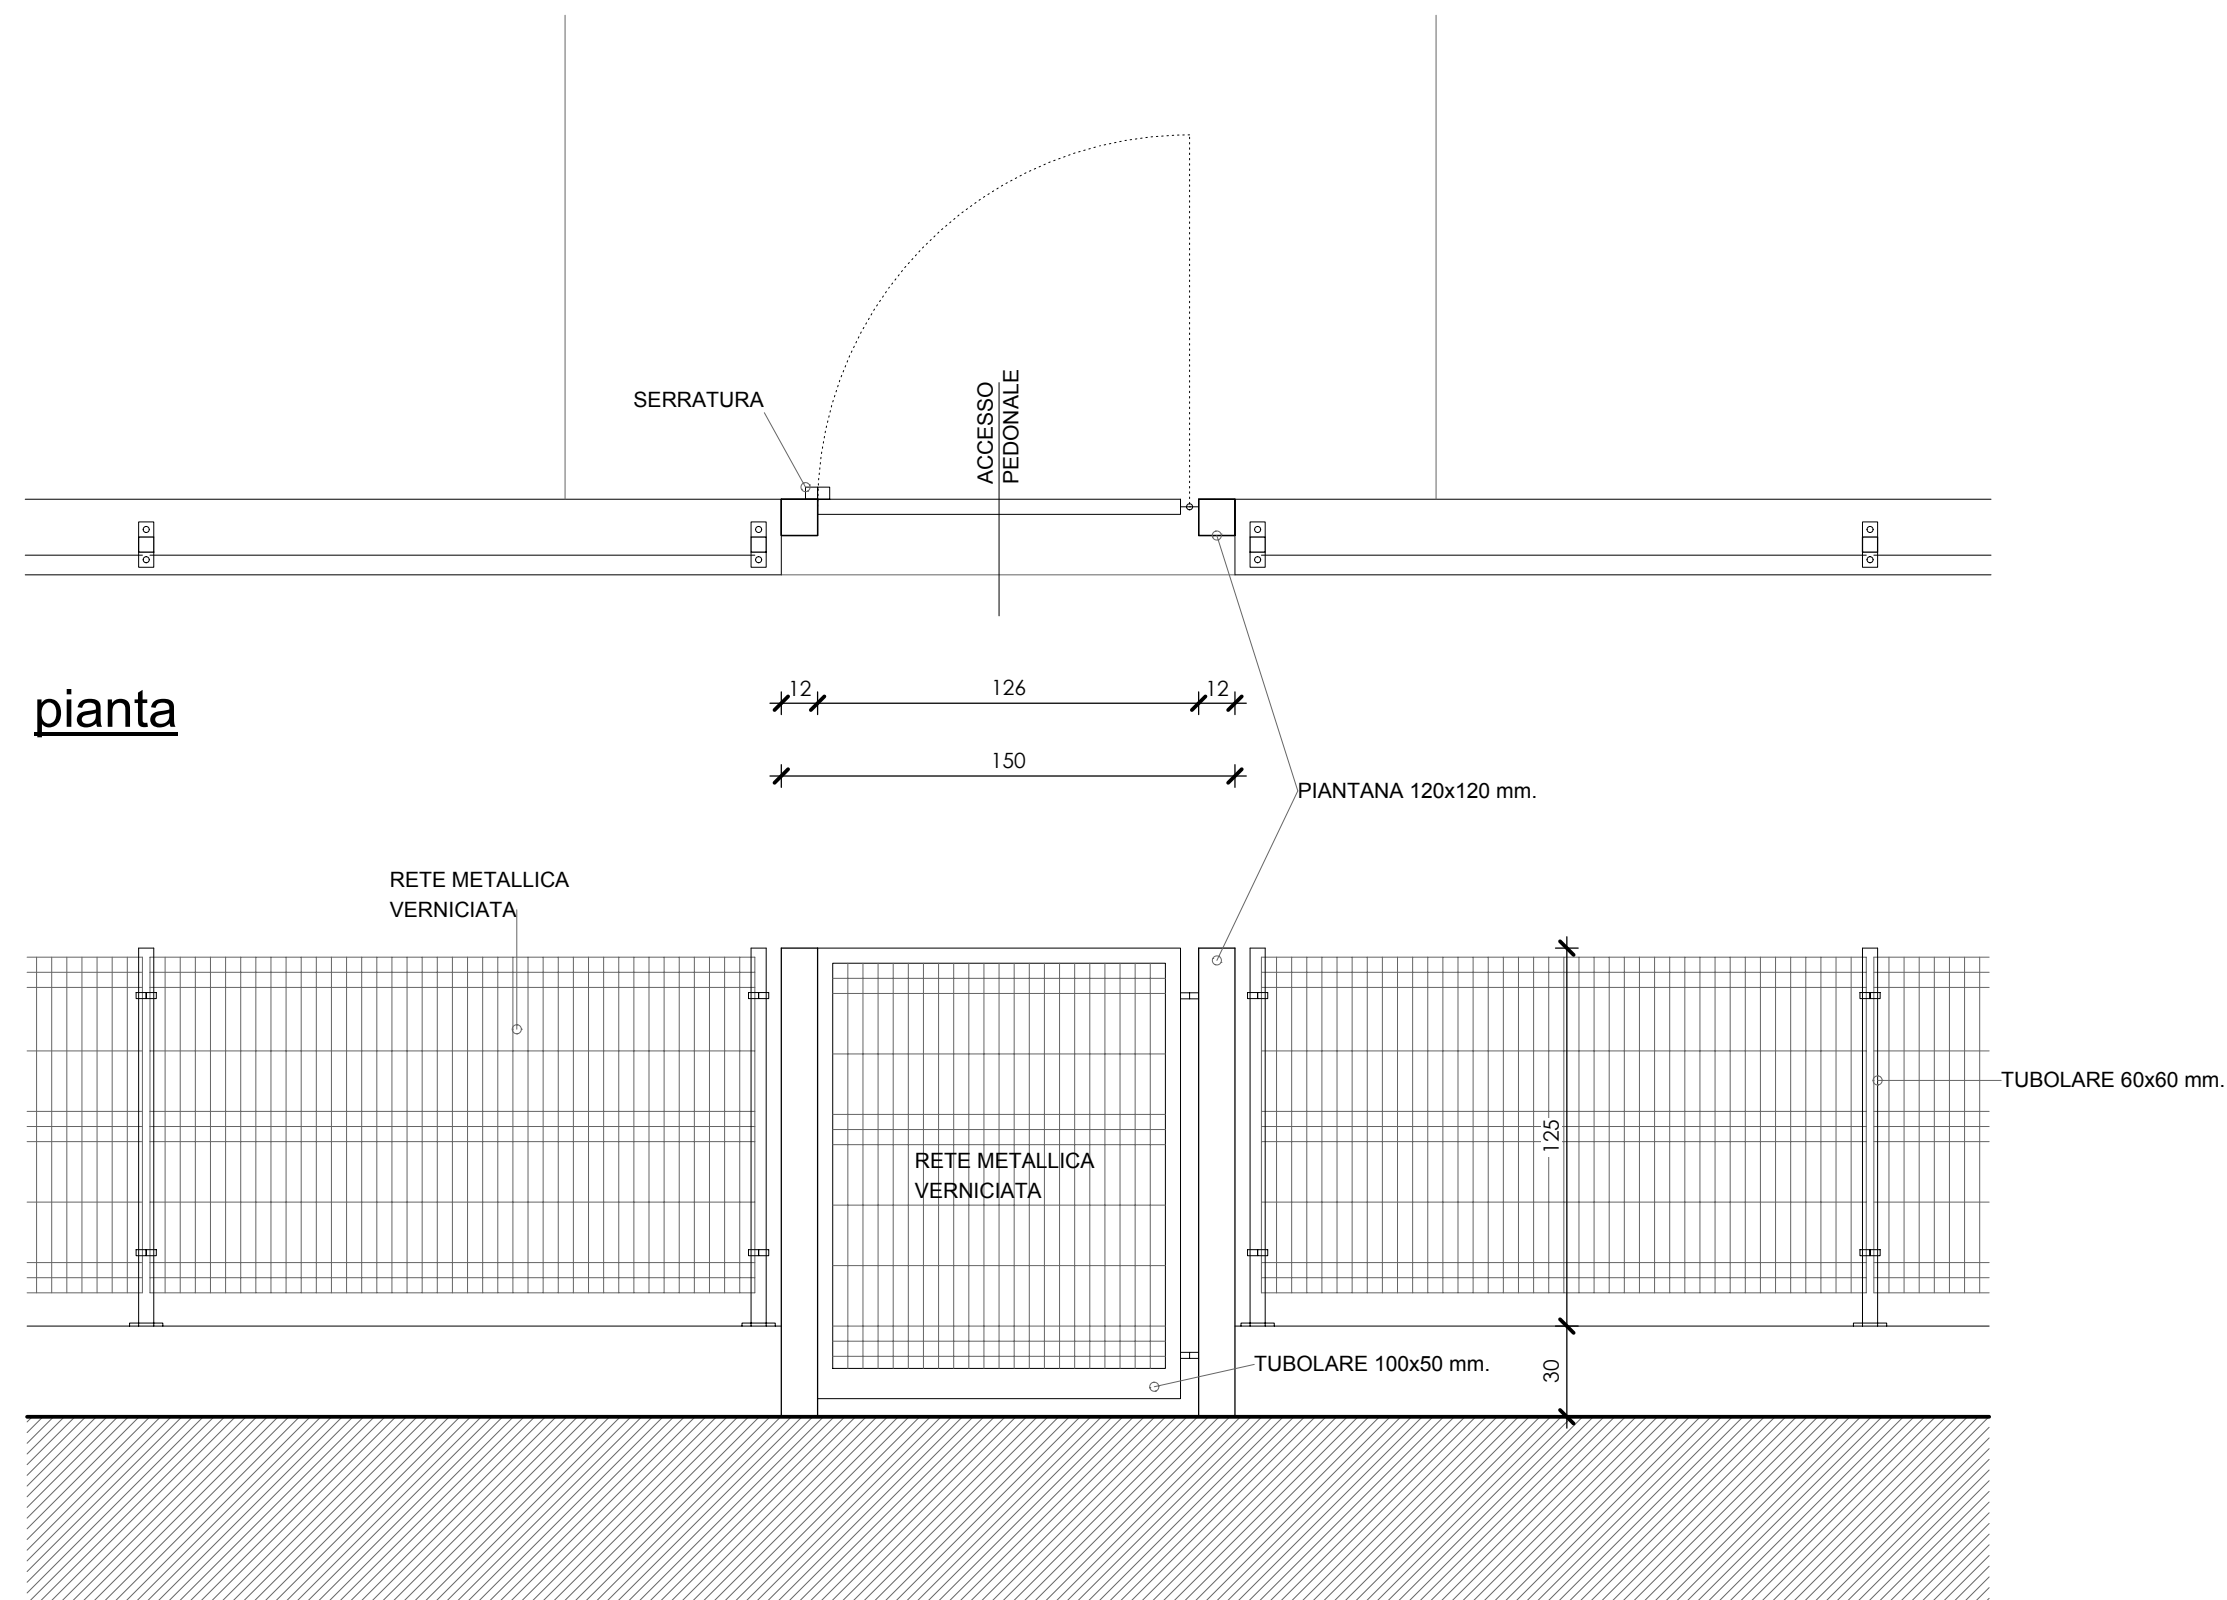 SERRATURA
ACCESSO
PEDONALE
12
126
12
pianta
150
PIANTANA 120x120 mm.
RETE METALLICA
VERNICIATA
TUBOLARE 60x60 mm.
125
RETE METALLICA
VERNICIATA
TUBOLARE 100x50 mm.
30